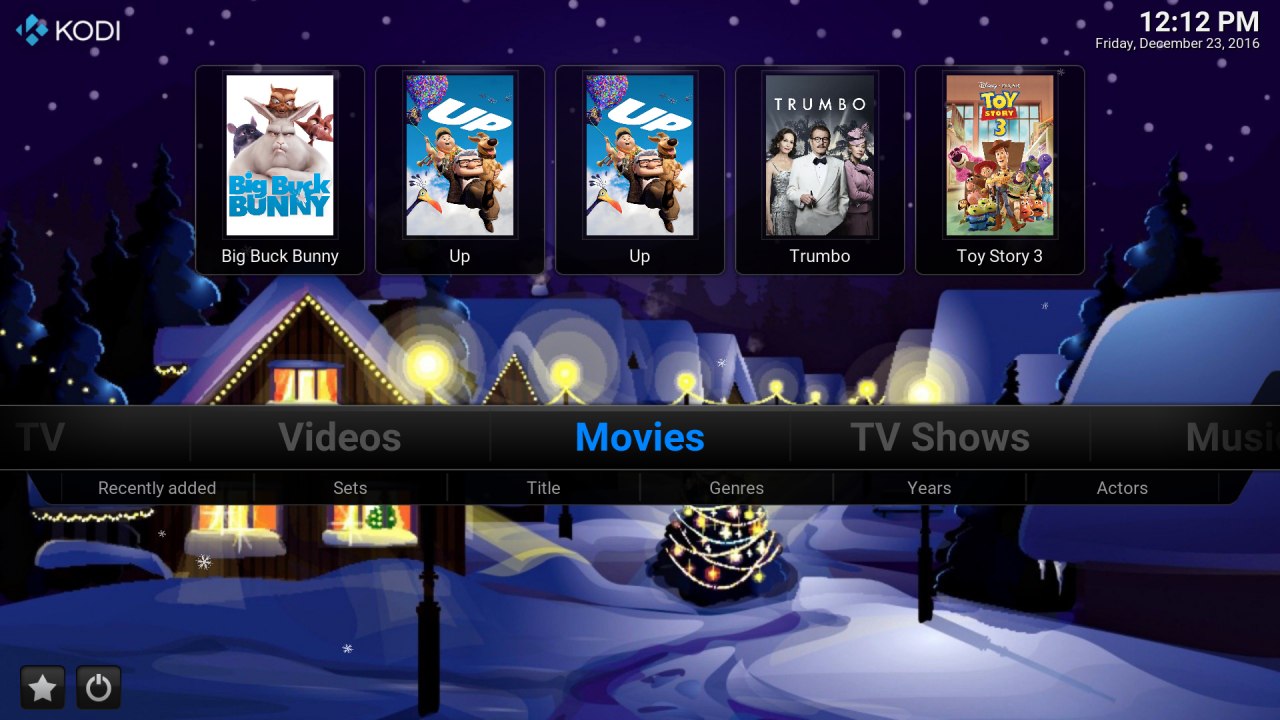 KODI
12:12 PM
Friday, December 23, 2016
Big Buck
BUNNY
UP
UP
TRUMBO
Disney · PIXAR
TOY
STORY
3
Big Buck Bunny
Up
Up
Trumbo
Toy Story 3
TV
Videos
Movies
TV Shows
Musi
Recently added
Sets
Title
Genres
Years
Actors